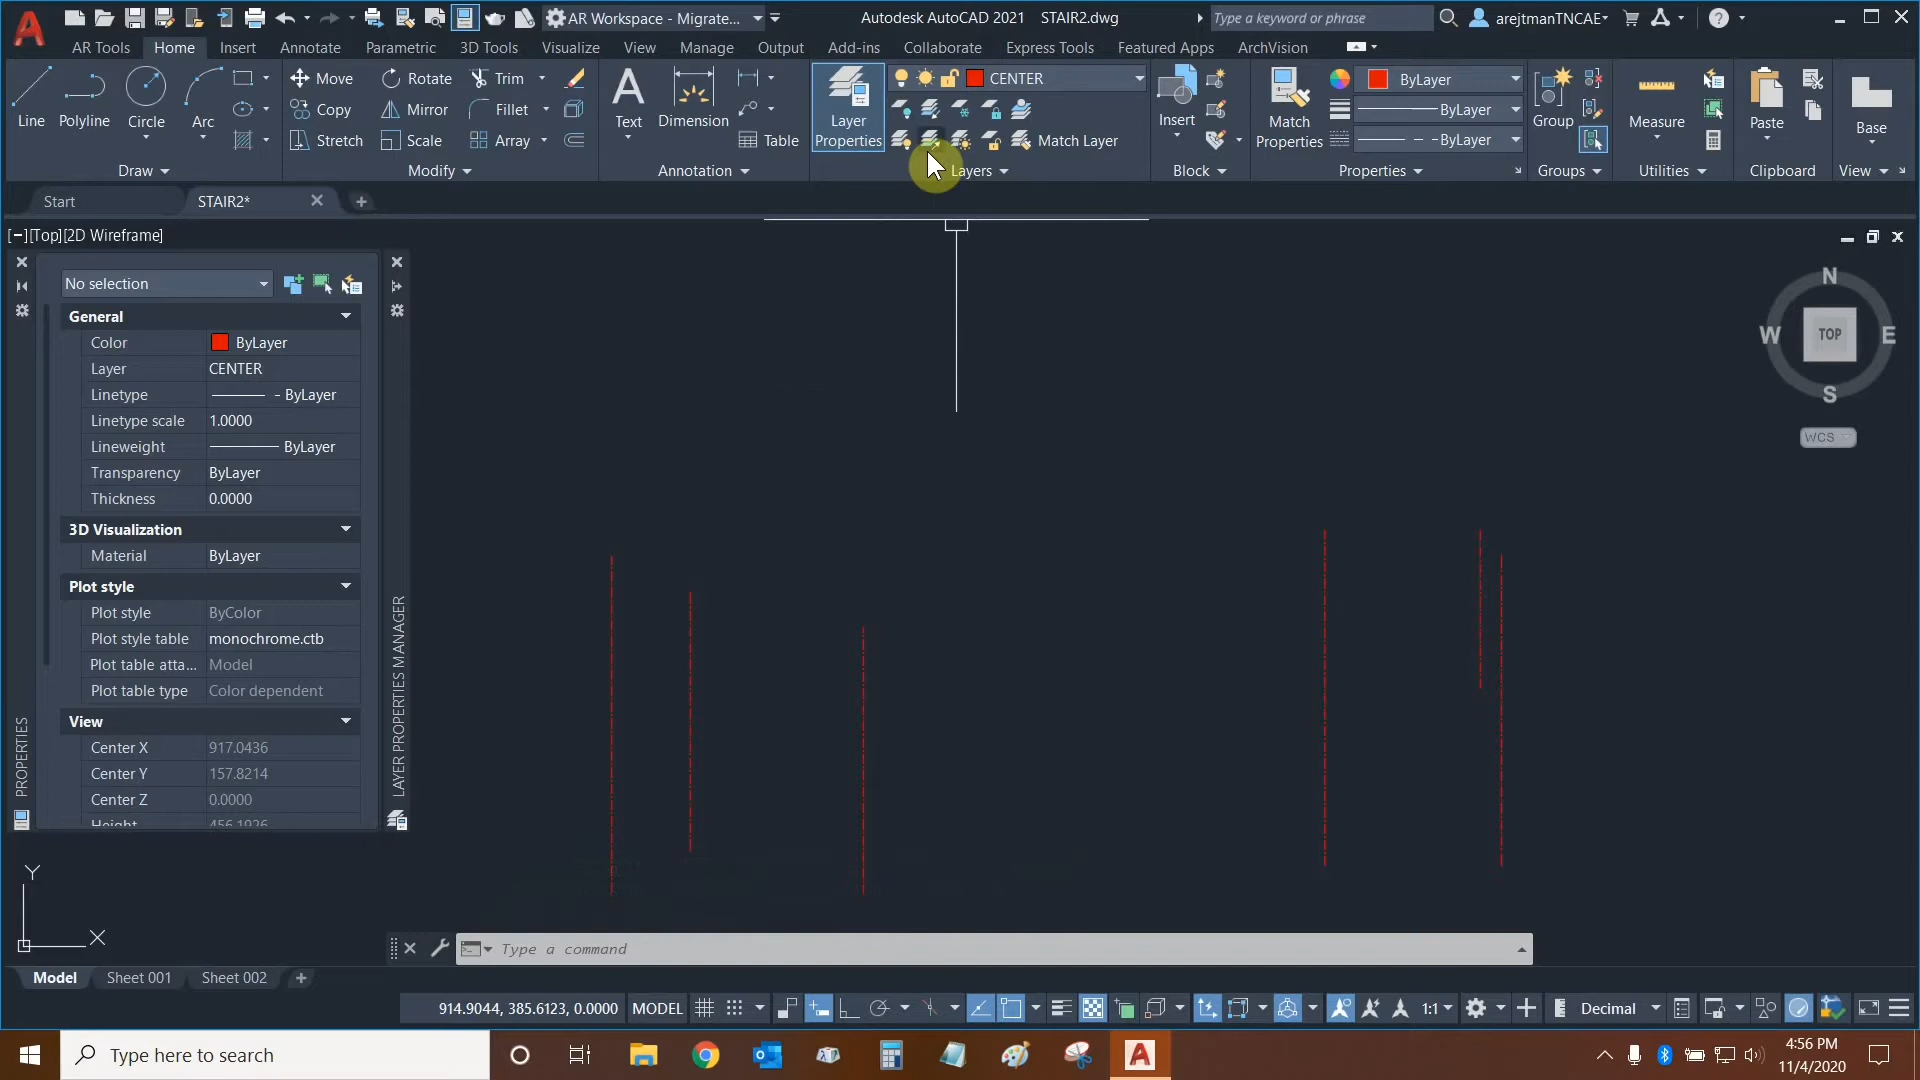 AR Workspace - Migrate...
Autodesk AutoCAD 2021 STAIR2.dwg
Type a keyword or phrase
arejtmanTNCAE
AR Tools Home Insert Annotate Parametric 3D Tools Visualize View Manage Output Add-ins Collaborate Express Tools Featured Apps ArchVision
Line Polyline Circle Arc
Move Rotate Trim
Copy Mirror Fillet
Stretch Scale Array
Text Dimension Table
Layer Properties
CENTER
Match Layer
Insert
Match Properties
ByLayer
ByLayer
ByLayer
Group Measure Paste Base
Draw Modify Annotation Layers Block Properties Groups Utilities Clipboard View
Start STAIR2*
[−][Top][2D Wireframe]
No selection
General
Color ByLayer
Layer CENTER
Linetype ByLayer
Linetype scale 1.0000
Lineweight ByLayer
Transparency ByLayer
Thickness 0.0000
3D Visualization
Material ByLayer
Plot style
Plot style ByColor
Plot style table monochrome.ctb
Plot table atta... Model
Plot table type Color dependent
View
Center X 917.0436
Center Y 157.8214
Center Z 0.0000
Height 456.1926
PROPERTIES
LAYER PROPERTIES MANAGER
N
W TOP E
S
WCS
Y
X
Type a command
Model Sheet 001 Sheet 002
914.9044, 385.6123, 0.0000 MODEL 1:1 Decimal
Type here to search
4:56 PM
11/4/2020